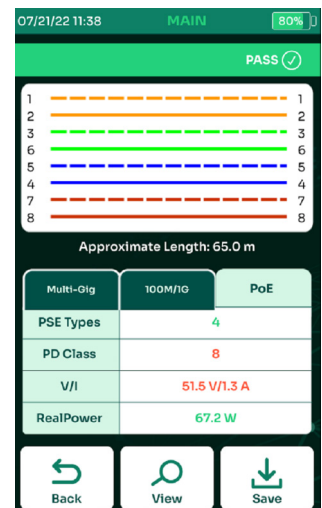 07/21/22 11:38 MAIN 80%
PASS
1 1
2 2
3 3
6 6
5 5
4 4
7 7
8 8
Approximate Length: 65.0 m
Multi-Gig 100M/1G PoE
PSE Types 4
PD Class 8
V/I 51.5 V/1.3 A
RealPower 67.2 W
Back View Save